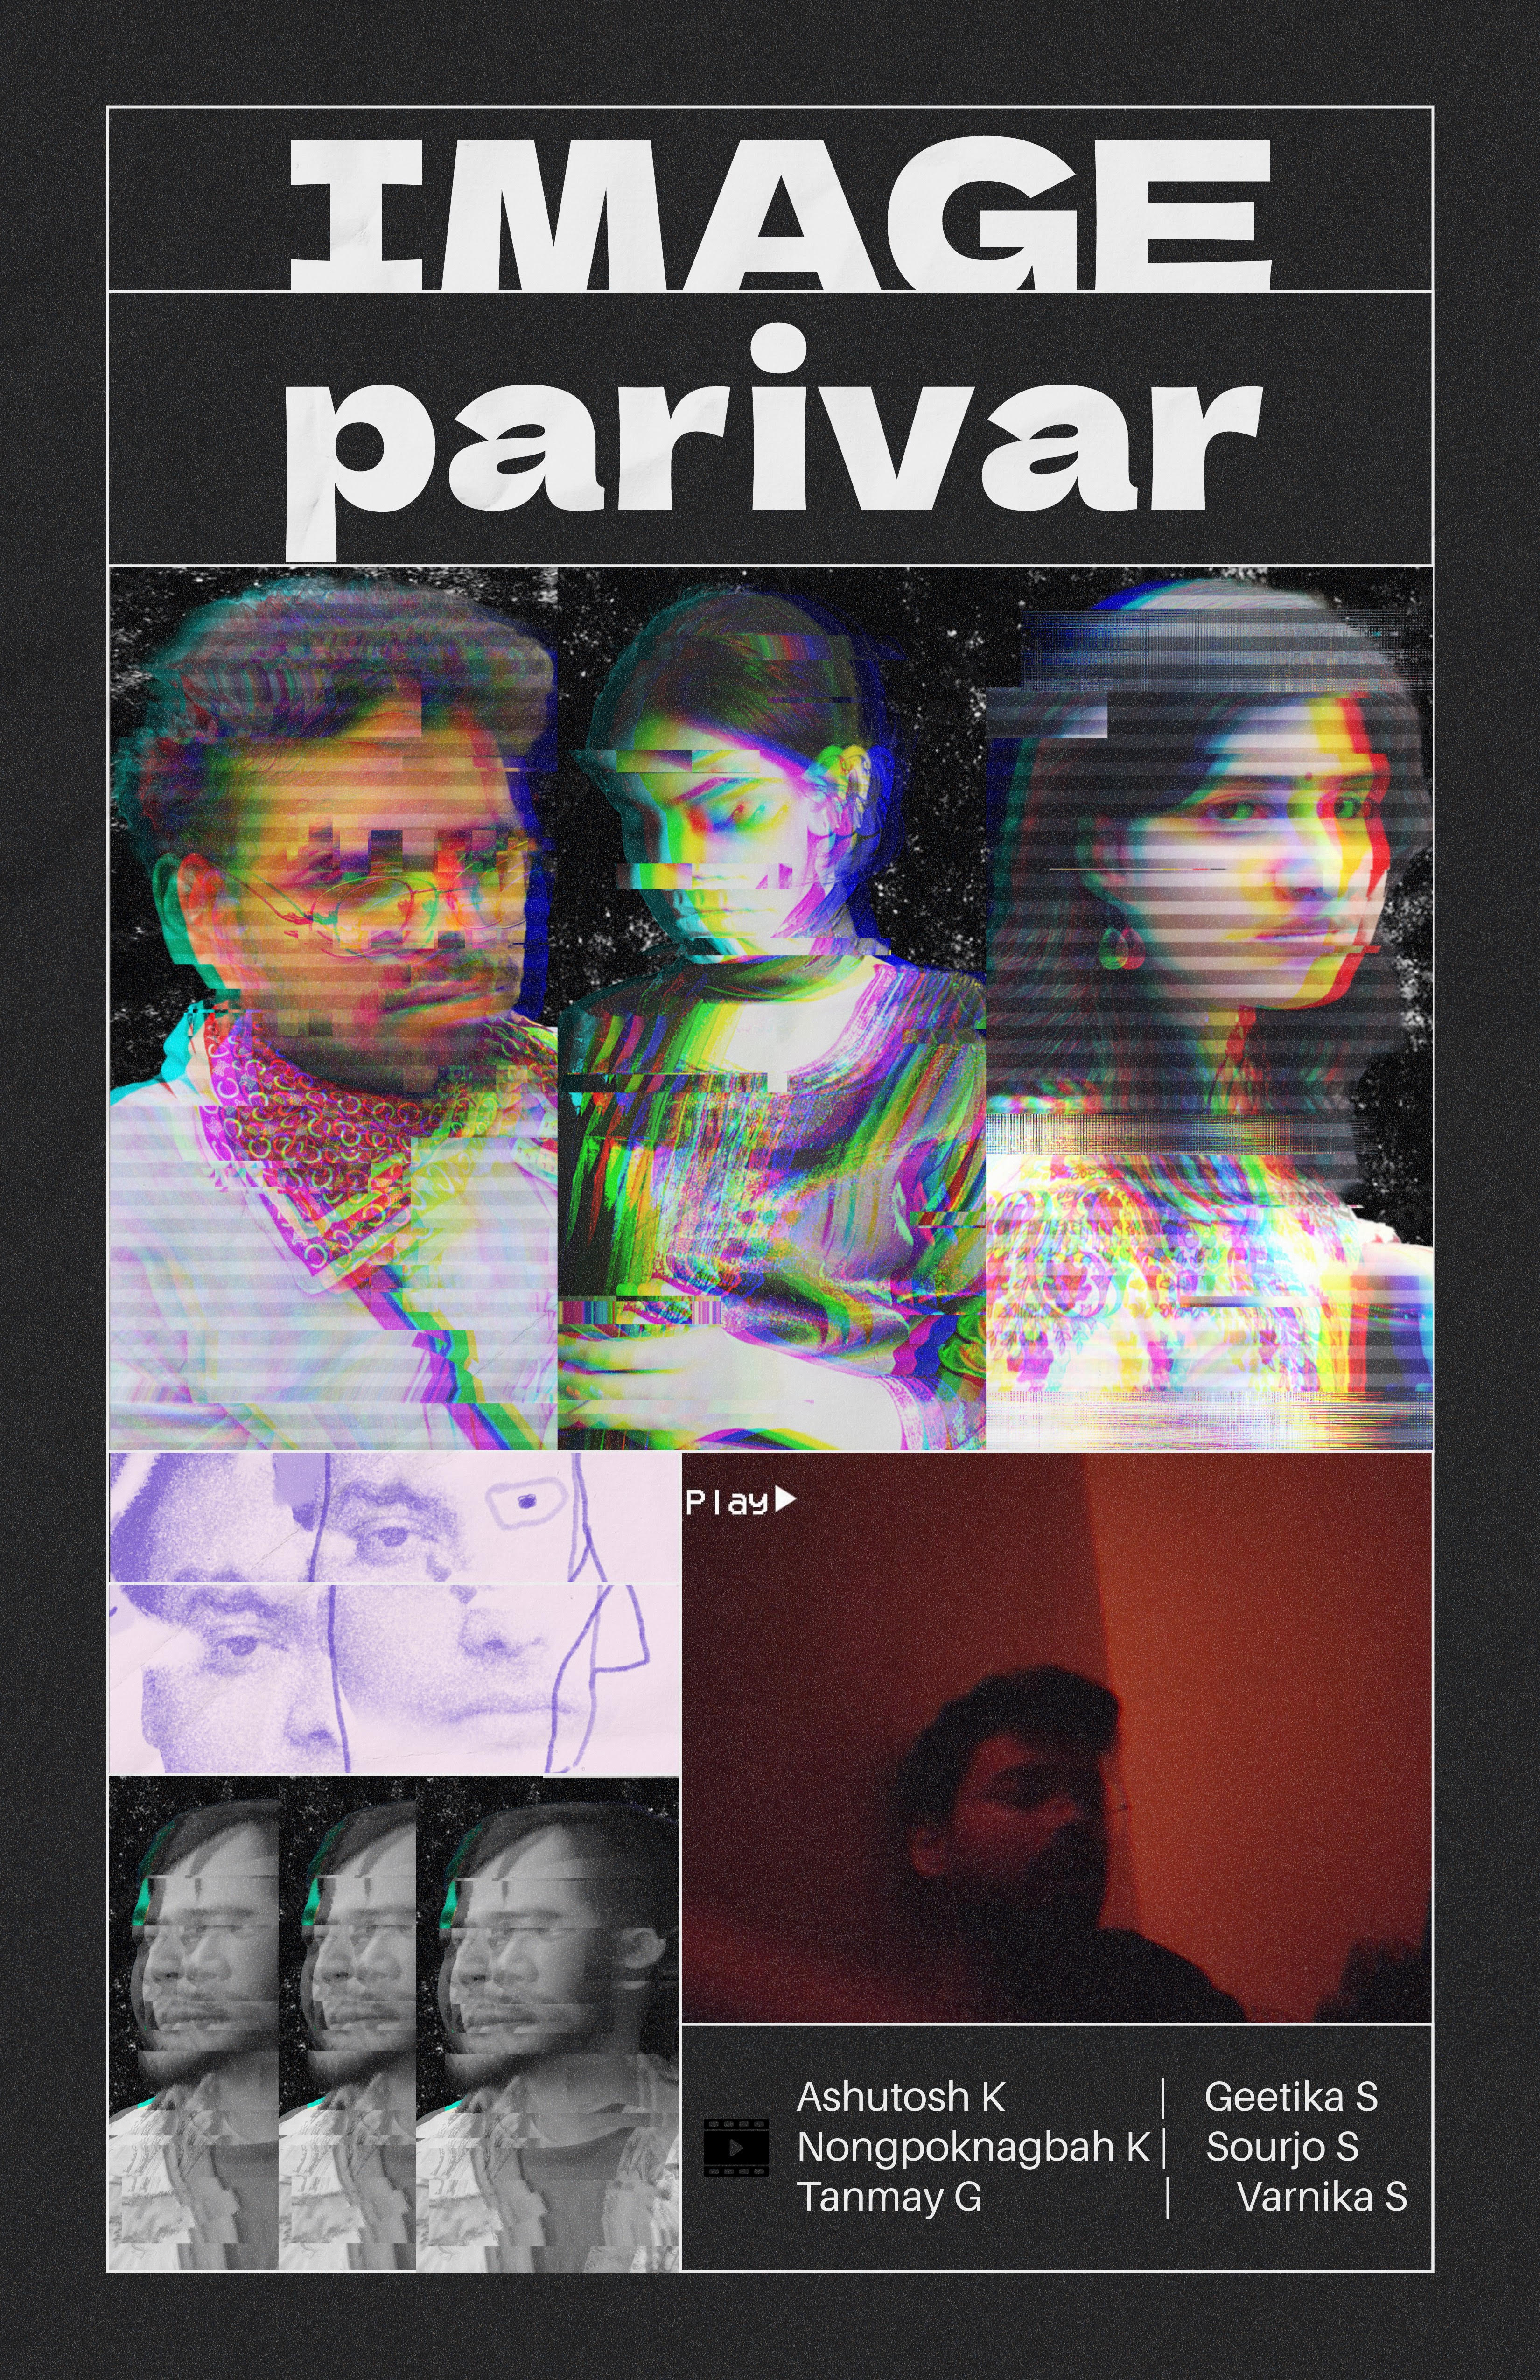 IMAGE
parivar
Play
Ashutosh K | Geetika S
Nongpoknagbah K | Sourjo S
Tanmay G | Varnika S